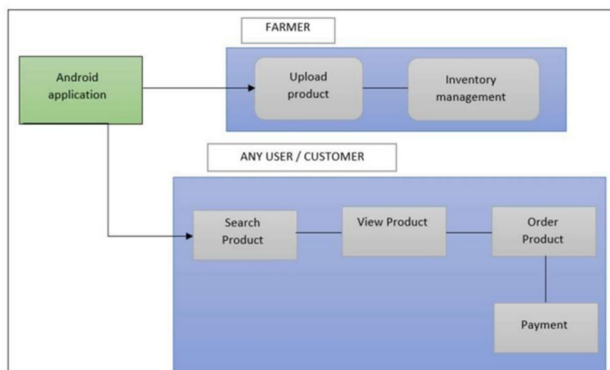 FARMER
Android
application
Upload
product
Inventory
management
ANY USER / CUSTOMER
Search
Product
View Product
Order
Product
Payment